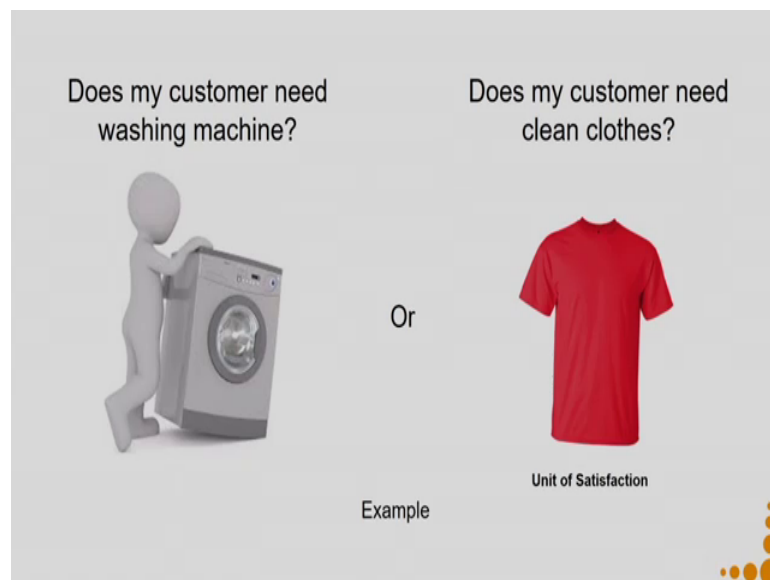 Does my customer need
washing machine?
Does my customer need
clean clothes?
Or
Unit of Satisfaction
Example